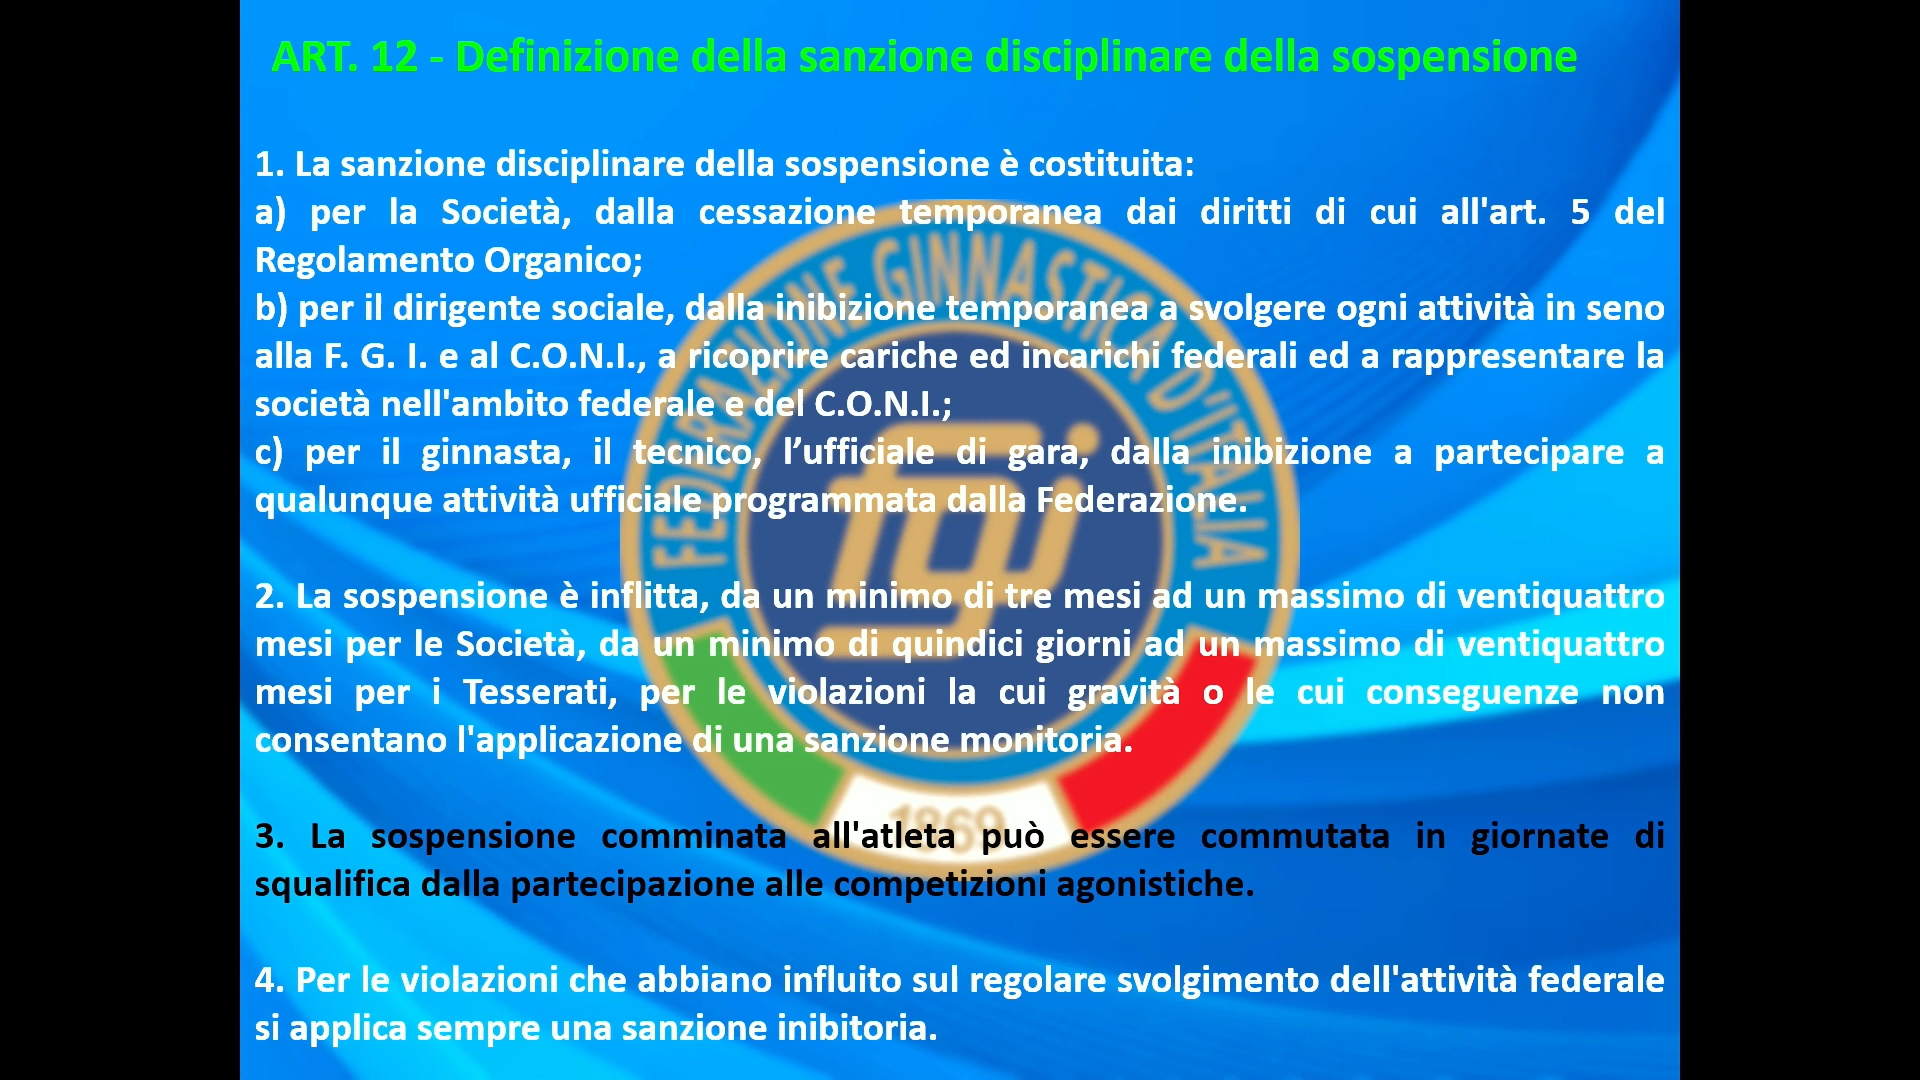 ART. 12 - Definizione della sanzione disciplinare della sospensione
1. La sanzione disciplinare della sospensione è costituita:
a) per la Società, dalla cessazione temporanea dai diritti di cui all'art. 5 del
Regolamento Organico;
b) per il dirigente sociale, dalla inibizione temporanea a svolgere ogni attività in seno
alla F. G. I. e al C.O.N.I., a ricoprire cariche ed incarichi federali ed a rappresentare la
società nell'ambito federale e del C.O.N.I.;
c) per il ginnasta, il tecnico, l’ufficiale di gara, dalla inibizione a partecipare a
qualunque attività ufficiale programmata dalla Federazione.
2. La sospensione è inflitta, da un minimo di tre mesi ad un massimo di ventiquattro
mesi per le Società, da un minimo di quindici giorni ad un massimo di ventiquattro
mesi per i Tesserati, per le violazioni la cui gravità o le cui conseguenze non
consentano l'applicazione di una sanzione monitoria.
3. La sospensione comminata all'atleta può essere commutata in giornate di
squalifica dalla partecipazione alle competizioni agonistiche.
4. Per le violazioni che abbiano influito sul regolare svolgimento dell'attività federale
si applica sempre una sanzione inibitoria.
FEDERAZIONE GINNASTICA D'ITALIA
fgi
1869